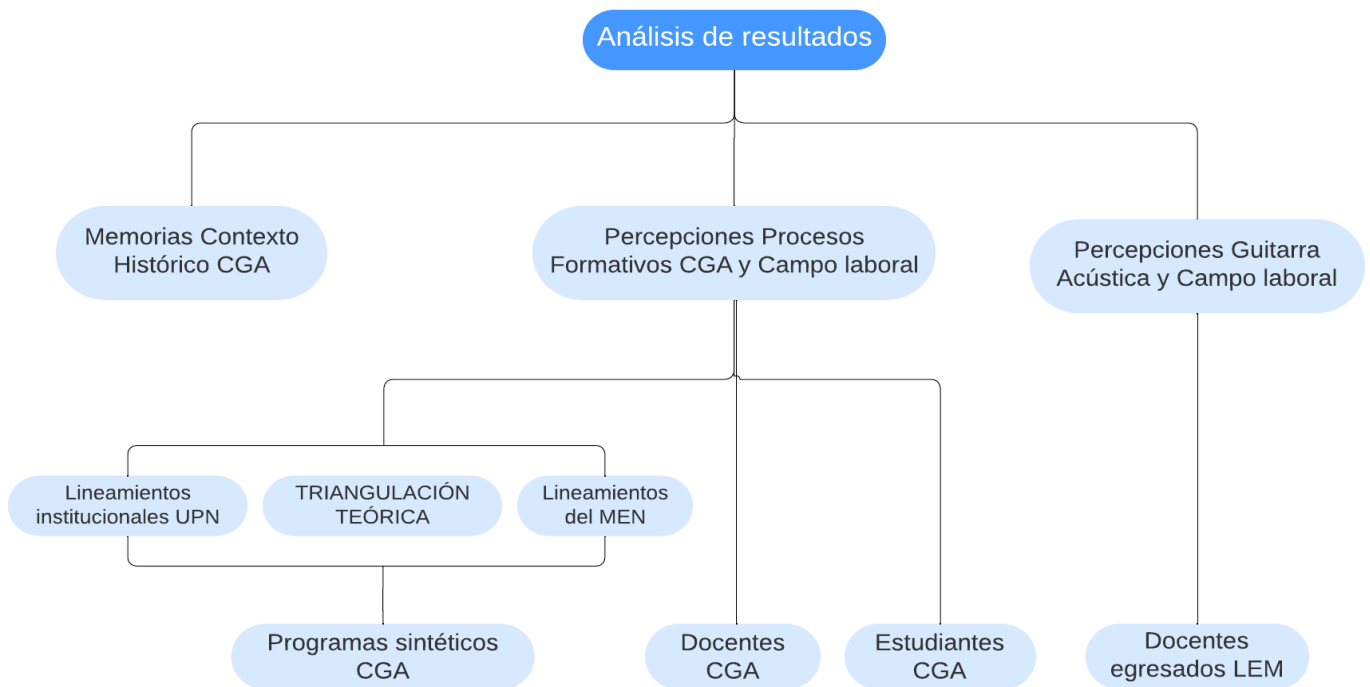 Análisis de resultados
Memorias Contexto
Histórico CGA
Percepciones Procesos
Formativos CGA y Campo laboral
Percepciones Guitarra
Acústica y Campo laboral
Lineamientos
institucionales UPN
TRIANGULACIÓN
TEÓRICA
Lineamientos
del MEN
Programas sintéticos
CGA
Docentes
CGA
Estudiantes
CGA
Docentes
egresados LEM